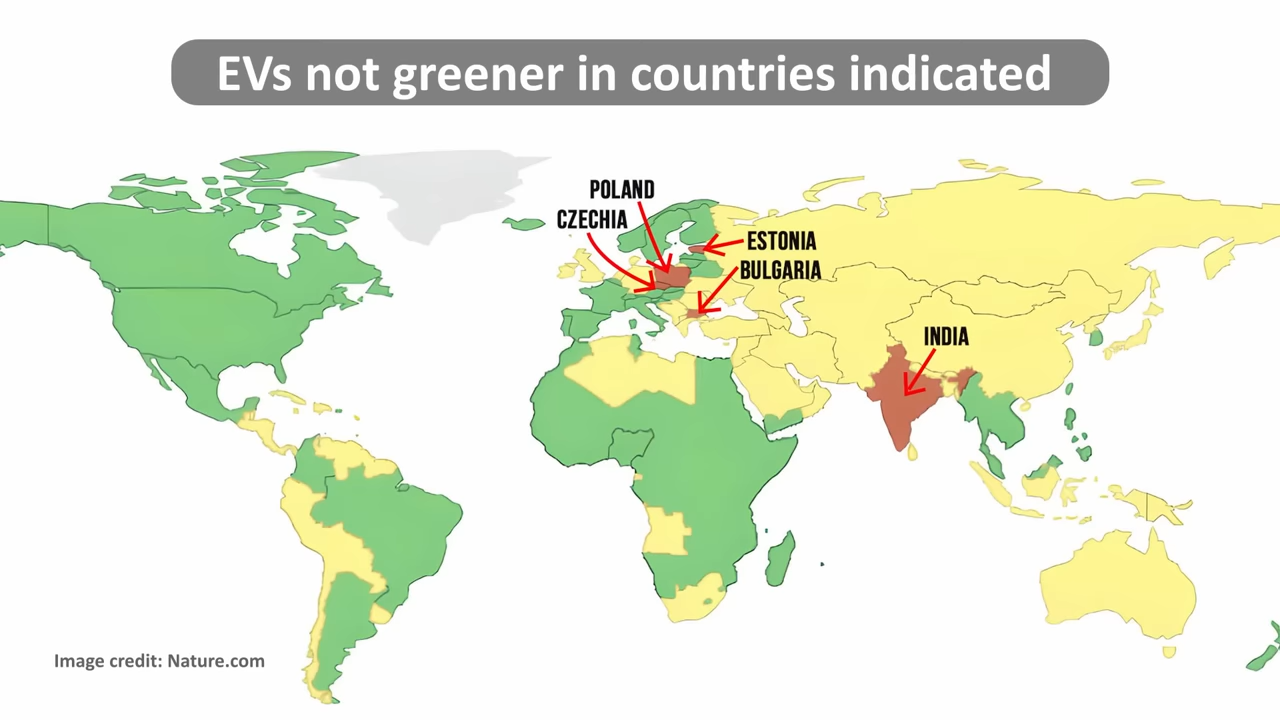 EVs not greener in countries indicated
POLAND
CZECHIA
ESTONIA
BULGARIA
INDIA
Image credit: Nature.com